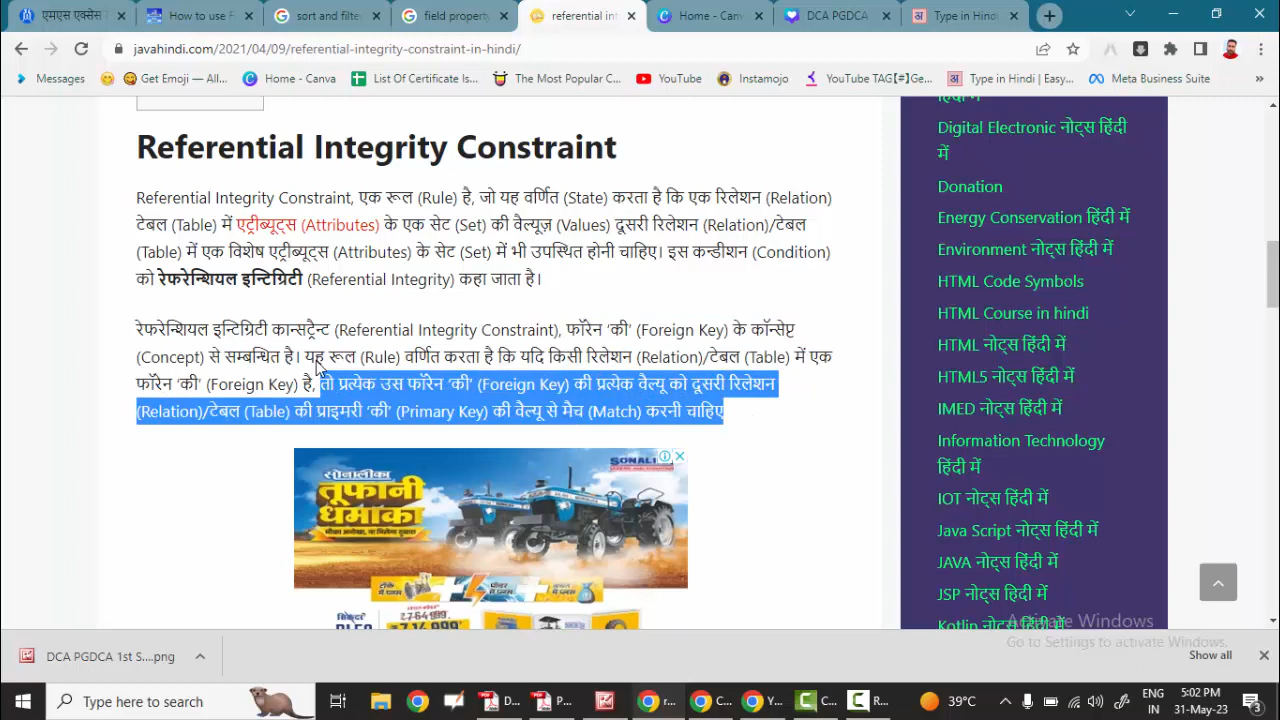 एमएस एक्सेस
How to use F
sort and filte
field property
referential int
Home - Canv
DCA PGDCA
Type in Hindi
javahindi.com/2021/04/09/referential-integrity-constraint-in-hindi/
Messages
Get Emoji — All...
Home - Canva
List Of Certificate Is...
The Most Popular C...
YouTube
Instamojo
YouTube TAG【#】Ge...
Type in Hindi | Easy...
Meta Business Suite
Referential Integrity Constraint
Referential Integrity Constraint, एक रूल (Rule) है, जो यह वर्णित (State) करता है कि एक रिलेशन (Relation)
टेबल (Table) में एट्रीब्यूट्स (Attributes) के एक सेट (Set) की वैल्यूज़ (Values) दूसरी रिलेशन (Relation)/टेबल
(Table) में एक विशेष एट्रीब्यूट्स (Attributes) के सेट (Set) में भी उपस्थित होनी चाहिए। इस कन्डीशन (Condition)
को रेफरेन्शियल इन्टिग्रिटी (Referential Integrity) कहा जाता है।
रेफरेन्शियल इन्टिग्रिटी कान्सट्रैन्ट (Referential Integrity Constraint), फॉरेन ‘की’ (Foreign Key) के कॉन्सेप्ट
(Concept) से सम्बन्धित है। यह रूल (Rule) वर्णित करता है कि यदि किसी रिलेशन (Relation)/टेबल (Table) में एक
फॉरेन ‘की’ (Foreign Key) है, तो प्रत्येक उस फॉरेन ‘की’ (Foreign Key) की प्रत्येक वैल्यू को दूसरी रिलेशन
(Relation)/टेबल (Table) की प्राइमरी ‘की’ (Primary Key) की वैल्यू से मैच (Match) करनी चाहिए
सोनालीका
तूफानी
धमाका
SONALI
हिंदी में
Digital Electronic नोट्स हिंदी
में
Donation
Energy Conservation हिंदी में
Environment नोट्स हिंदी में
HTML Code Symbols
HTML Course in hindi
HTML नोट्स हिंदी में
HTML5 नोट्स हिंदी में
IMED नोट्स हिंदी में
Information Technology
हिंदी में
IOT नोट्स हिंदी में
Java Script नोट्स हिंदी में
JAVA नोट्स हिंदी में
JSP नोट्स हिदी में
Kotlin नोट्स हिंदी में
Activate Windows
Go to Settings to activate Windows.
DCA PGDCA 1st S....png
Show all
Type here to search
D...
P...
r...
C...
Y...
C...
R...
39°C
ENG
IN
5:02 PM
31-May-23
3